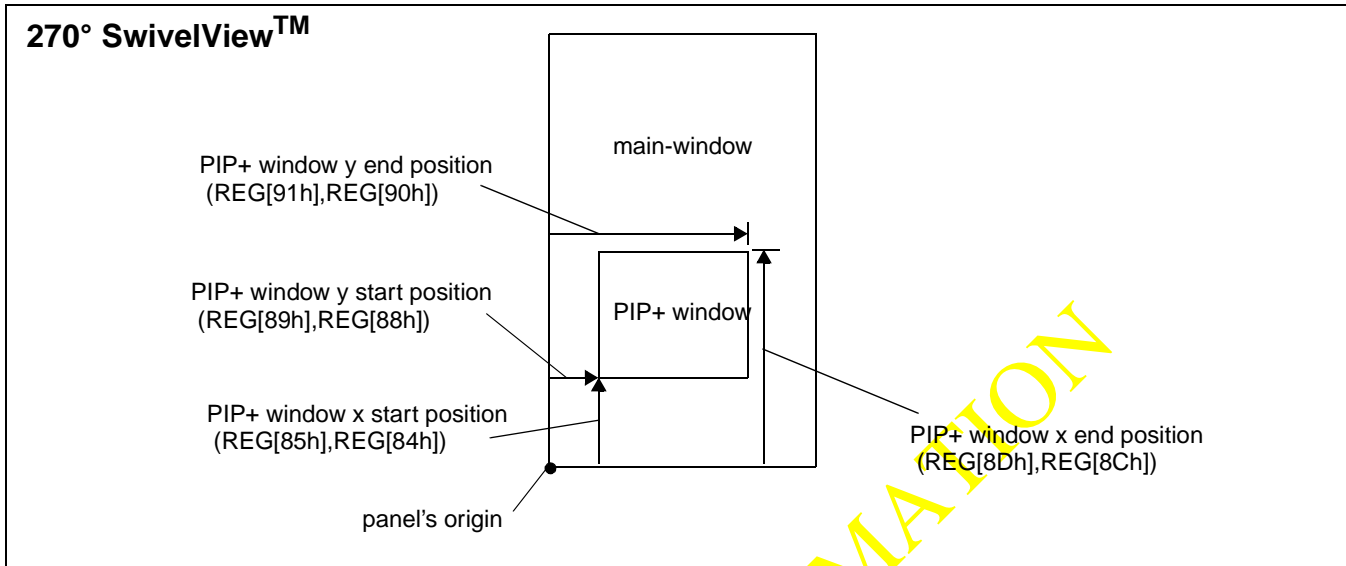 270° SwivelView™
main-window
PIP+ window y end position
(REG[91h],REG[90h])
PIP+ window y start position
(REG[89h],REG[88h])
PIP+ window
PIP+ window x start position
(REG[85h],REG[84h])
PIP+ window x end position
(REG[8Dh],REG[8Ch])
panel's origin
MATION